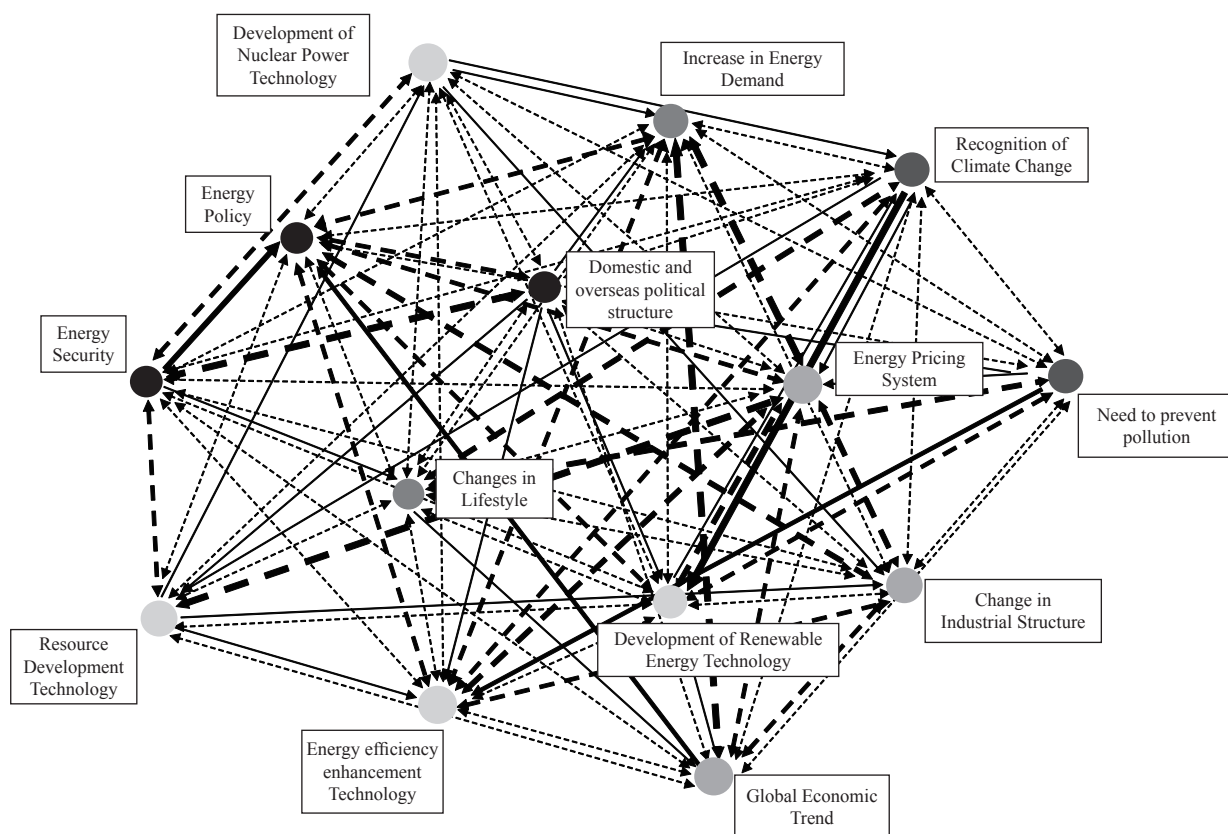 Development of
Nuclear Power
Technology
Increase in Energy
Demand
Recognition of
Climate Change
Energy
Policy
Domestic and
overseas political
structure
Energy
Security
Energy Pricing
System
Need to prevent
pollution
Changes in
Lifestyle
Resource
Development
Technology
Development of Renewable
Energy Technology
Change in
Industrial Structure
Energy efficiency
enhancement
Technology
Global Economic
Trend